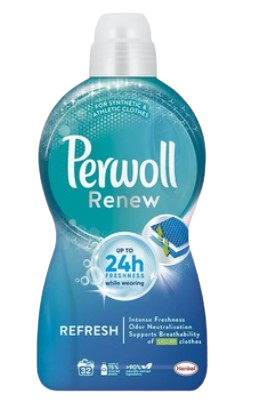 FOR SYNTHETIC &
ATHLETIC CLOTHES
Perwoll
Renew
UP TO
24h
FRESHNESS
while wearing
REFRESH
Intense Freshness
Odor Neutralization
Supports Breathability
of clothes
32
Henkel